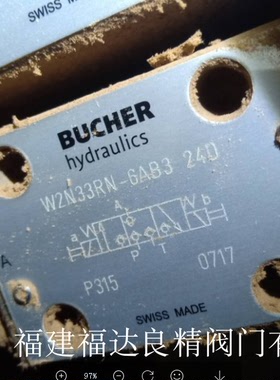 SWISS M
BUCHER
hydraulics
W2N33RN-6AB3 24D
a
b
P T
A
P315 0717
SWISS MADE
福建福达良精阀门有
97%